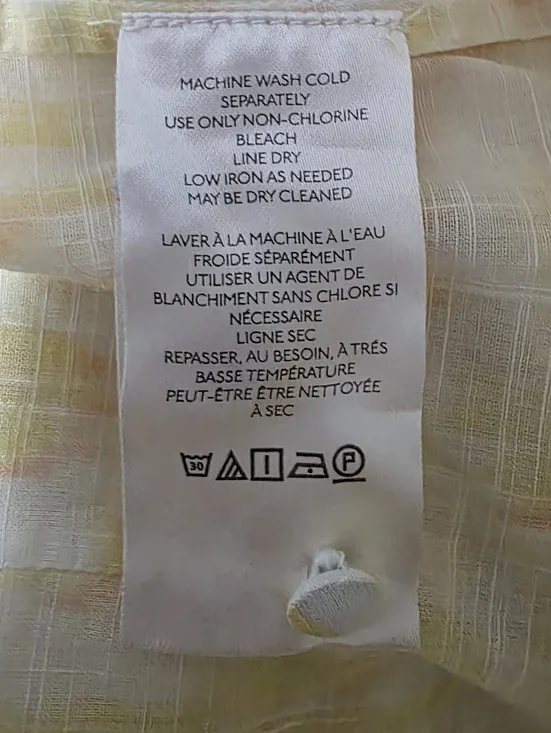 MACHINE WASH COLD
SEPARATELY
USE ONLY NON-CHLORINE
BLEACH
LINE DRY
LOW IRON AS NEEDED
MAY BE DRY CLEANED
LAVER À LA MACHINE À L'EAU
FROIDE SÉPARÉMENT
UTILISER UN AGENT DE
BLANCHIMENT SANS CHLORE SI
NÉCESSAIRE
LIGNE SEC
REPASSER, AU BESOIN, À TRÉS
BASSE TEMPÉRATURE
PEUT-ÊTRE ÊTRE NETTOYÉE
À SEC
30 P